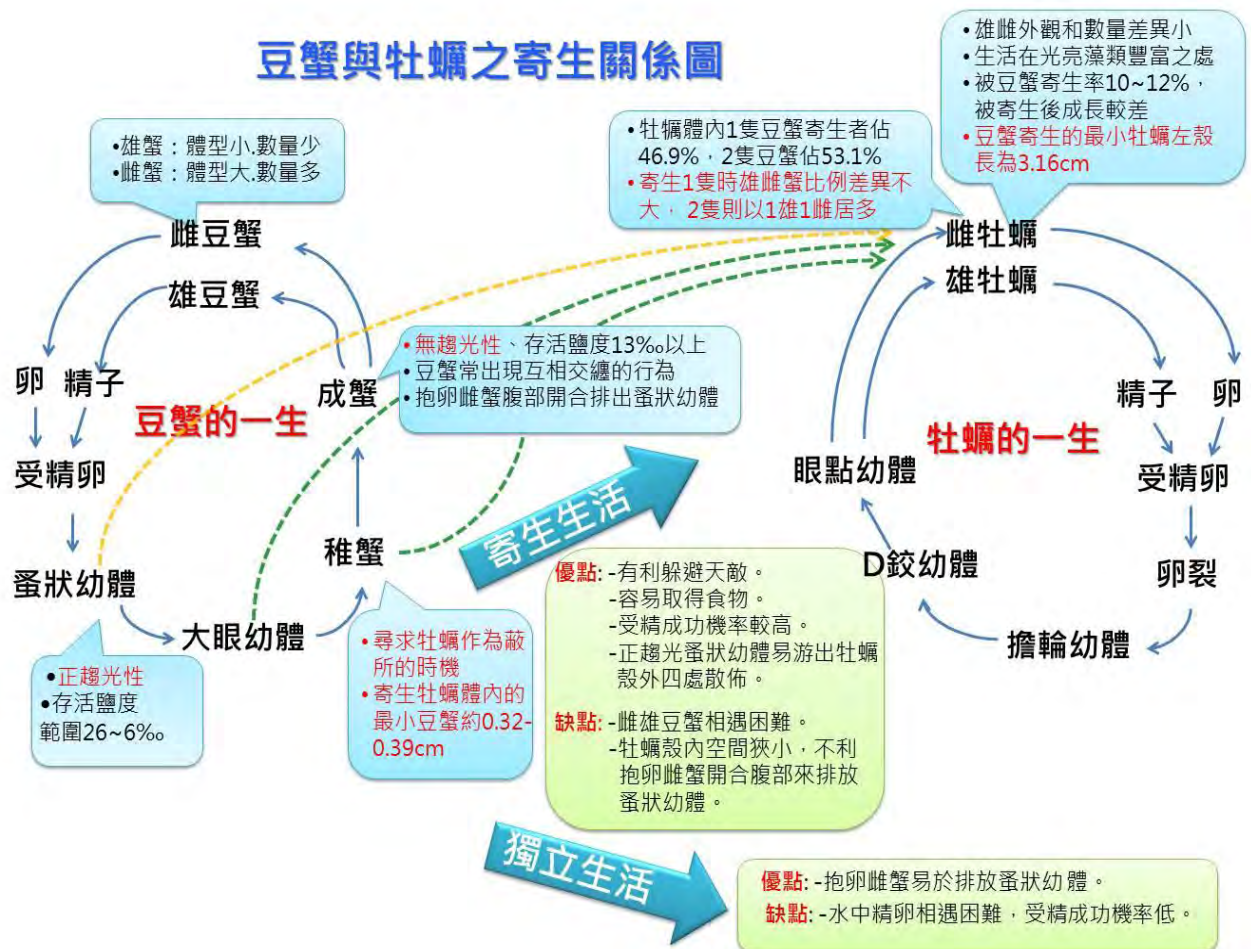 豆蟹與牡蠣之寄生關係圖
•雄雌外觀和數量差異小
•生活在光亮藻類豐富之處
•被豆蟹寄生率10~12%，
被寄生後成長較差
•豆蟹寄生的最小牡蠣左殼
長為3.16cm
•雄蟹：體型小.數量少
•雌蟹：體型大.數量多
•牡犡體內1隻豆蟹寄生者佔
46.9%，2隻豆蟹佔53.1%
•寄生1隻時雄雌蟹比例差異不
大， 2隻則以1雄1雌居多
雌豆蟹
雄豆蟹
卵
精子
受精卵
蚤狀幼體
大眼幼體
稚蟹
成蟹
豆蟹的一生
•無趨光性、存活鹽度13‰以上
•豆蟹常出現互相交纏的行為
•抱卵雌蟹腹部開合排出蚤狀幼體
•正趨光性
•存活鹽度
範圍26~6‰
•尋求牡蠣作為蔽
所的時機
•寄生牡蠣體內的
最小豆蟹約0.32-
0.39cm
雌牡蠣
雄牡蠣
精子
卵
受精卵
卵裂
擔輪幼體
D鉸幼體
眼點幼體
牡蠣的一生
寄生生活
優點: -有利躲避天敵。
-容易取得食物。
-受精成功機率較高。
-正趨光蚤狀幼體易游出牡蠣
殼外四處散佈。
缺點: -雌雄豆蟹相遇困難。
-牡蠣殼內空間狹小，不利
抱卵雌蟹開合腹部來排放
蚤狀幼體。
獨立生活
優點: -抱卵雌蟹易於排放蚤狀幼體。
缺點: -水中精卵相遇困難，受精成功機率低。